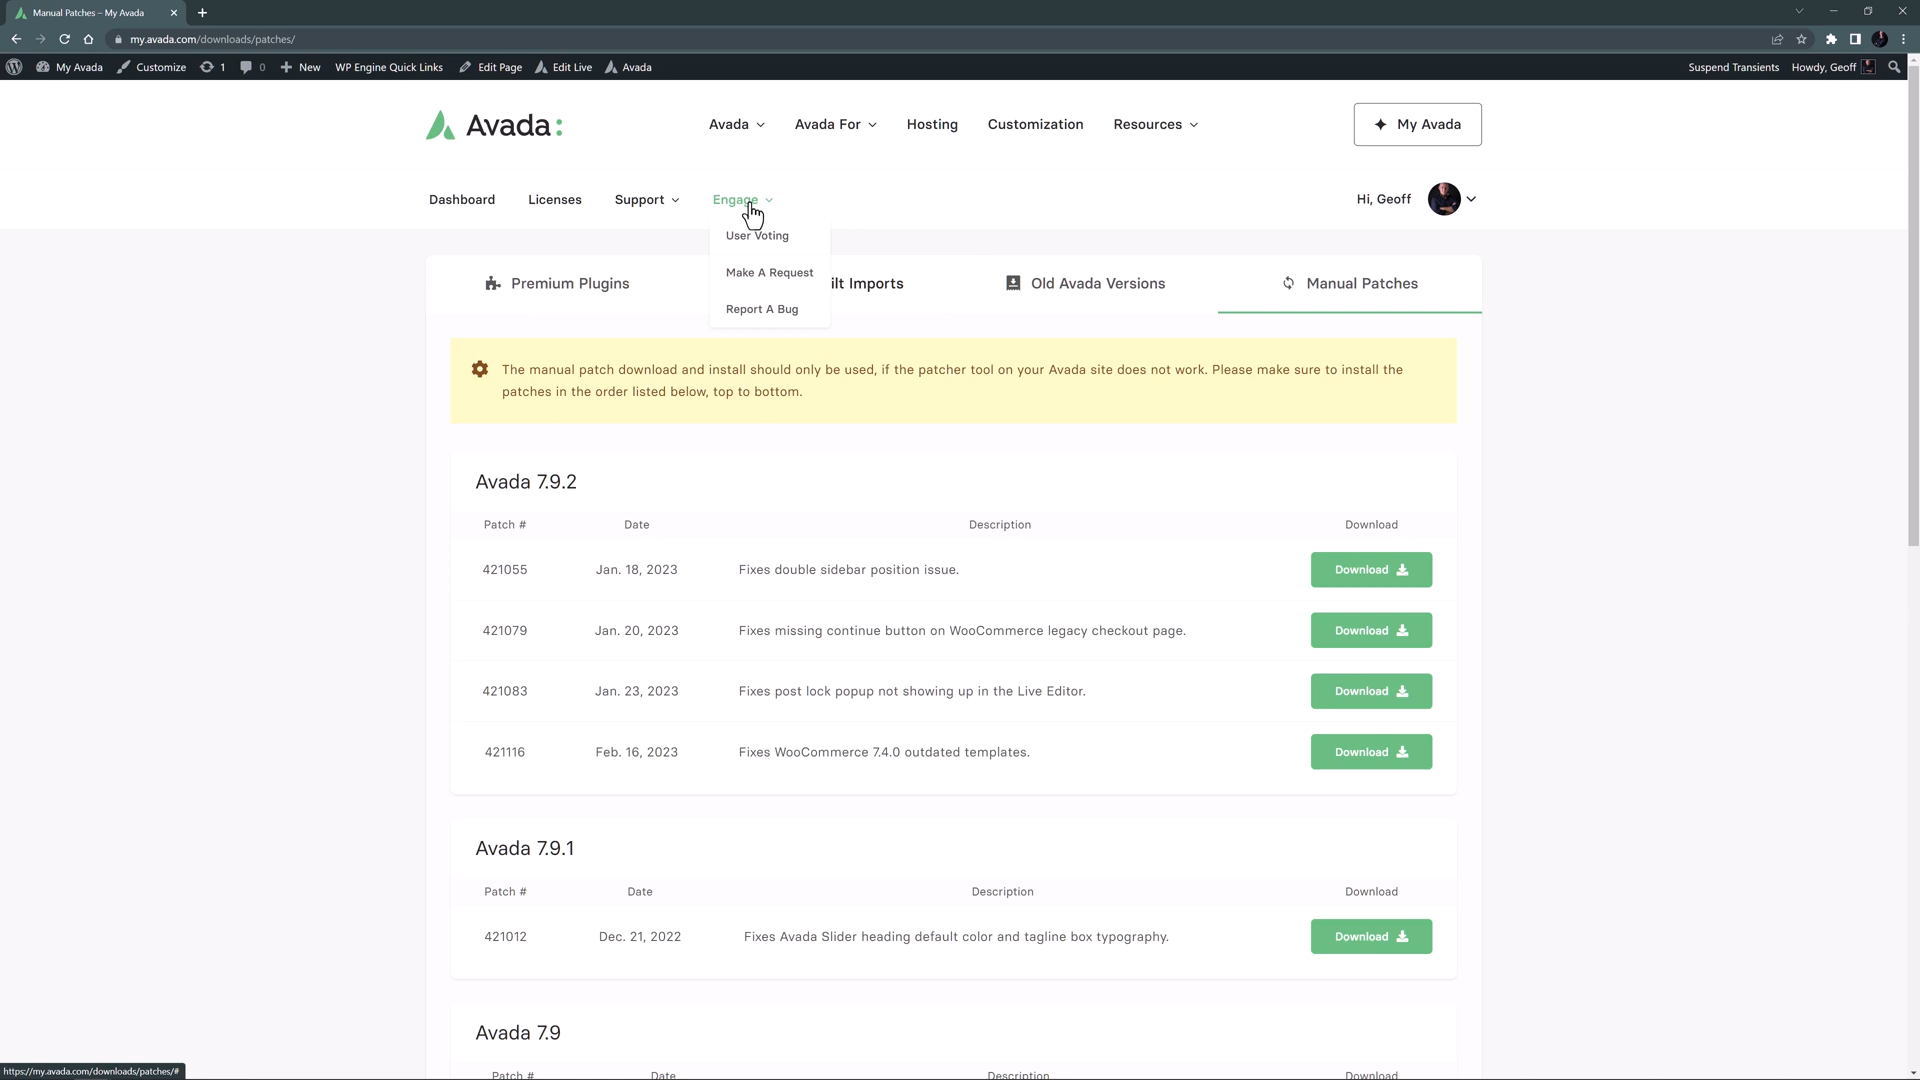 Manual Patches – My Avada
my.avada.com/downloads/patches/
My Avada Customize 1 0 New WP Engine Quick Links Edit Page Edit Live Avada Suspend Transients Howdy, Geoff
Avada:
Avada Avada For Hosting Customization Resources My Avada
Dashboard Licenses Support Engage Hi, Geoff
User Voting
Make A Request
Report A Bug
Premium Plugins ilt Imports Old Avada Versions Manual Patches
The manual patch download and install should only be used, if the patcher tool on your Avada site does not work. Please make sure to install the
patches in the order listed below, top to bottom.
Avada 7.9.2
Patch # Date Description Download
421055 Jan. 18, 2023 Fixes double sidebar position issue. Download
421079 Jan. 20, 2023 Fixes missing continue button on WooCommerce legacy checkout page. Download
421083 Jan. 23, 2023 Fixes post lock popup not showing up in the Live Editor. Download
421116 Feb. 16, 2023 Fixes WooCommerce 7.4.0 outdated templates. Download
Avada 7.9.1
Patch # Date Description Download
421012 Dec. 21, 2022 Fixes Avada Slider heading default color and tagline box typography. Download
Avada 7.9
Patch # Date Description Download
https://my.avada.com/downloads/patches/#